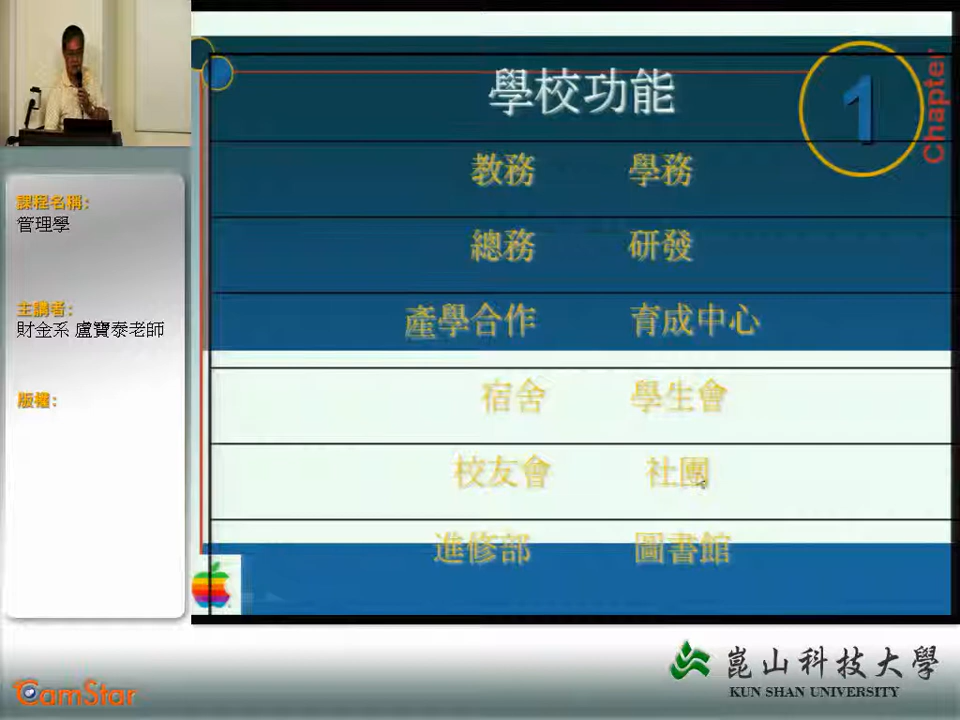 學校功能
1
Chapter
教務 學務
總務 研發
產學合作 育成中心
宿舍 學生會
校友會 社團
進修部 圖書館
課程名稱:
管理學
主講者:
財金系 盧寶泰老師
版權:
CamStar
崑山科技大學
KUN SHAN UNIVERSITY